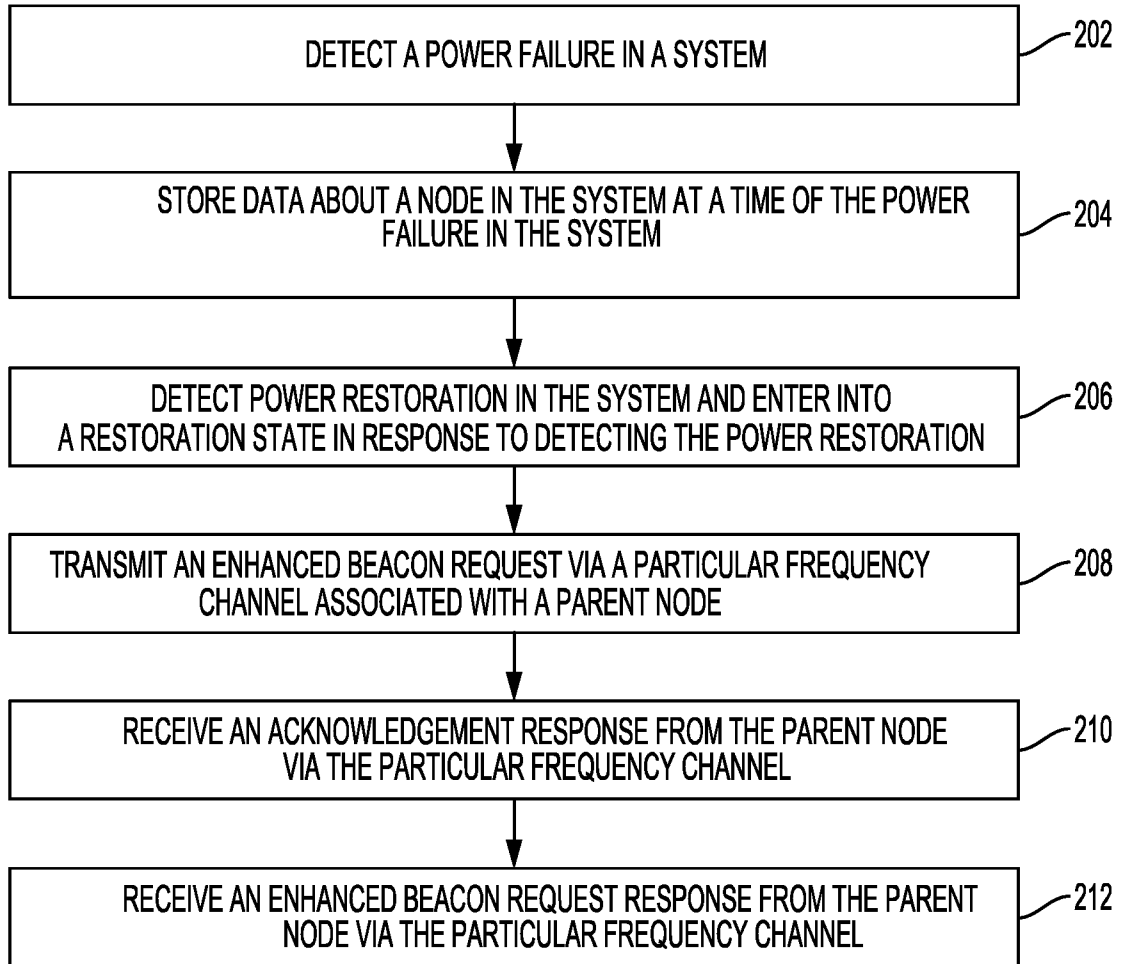 DETECT A POWER FAILURE IN A SYSTEM
202
STORE DATA ABOUT A NODE IN THE SYSTEM AT A TIME OF THE POWER
FAILURE IN THE SYSTEM
204
DETECT POWER RESTORATION IN THE SYSTEM AND ENTER INTO
A RESTORATION STATE IN RESPONSE TO DETECTING THE POWER RESTORATION
206
TRANSMIT AN ENHANCED BEACON REQUEST VIA A PARTICULAR FREQUENCY
CHANNEL ASSOCIATED WITH A PARENT NODE
208
RECEIVE AN ACKNOWLEDGEMENT RESPONSE FROM THE PARENT NODE
VIA THE PARTICULAR FREQUENCY CHANNEL
210
RECEIVE AN ENHANCED BEACON REQUEST RESPONSE FROM THE PARENT
NODE VIA THE PARTICULAR FREQUENCY CHANNEL
212